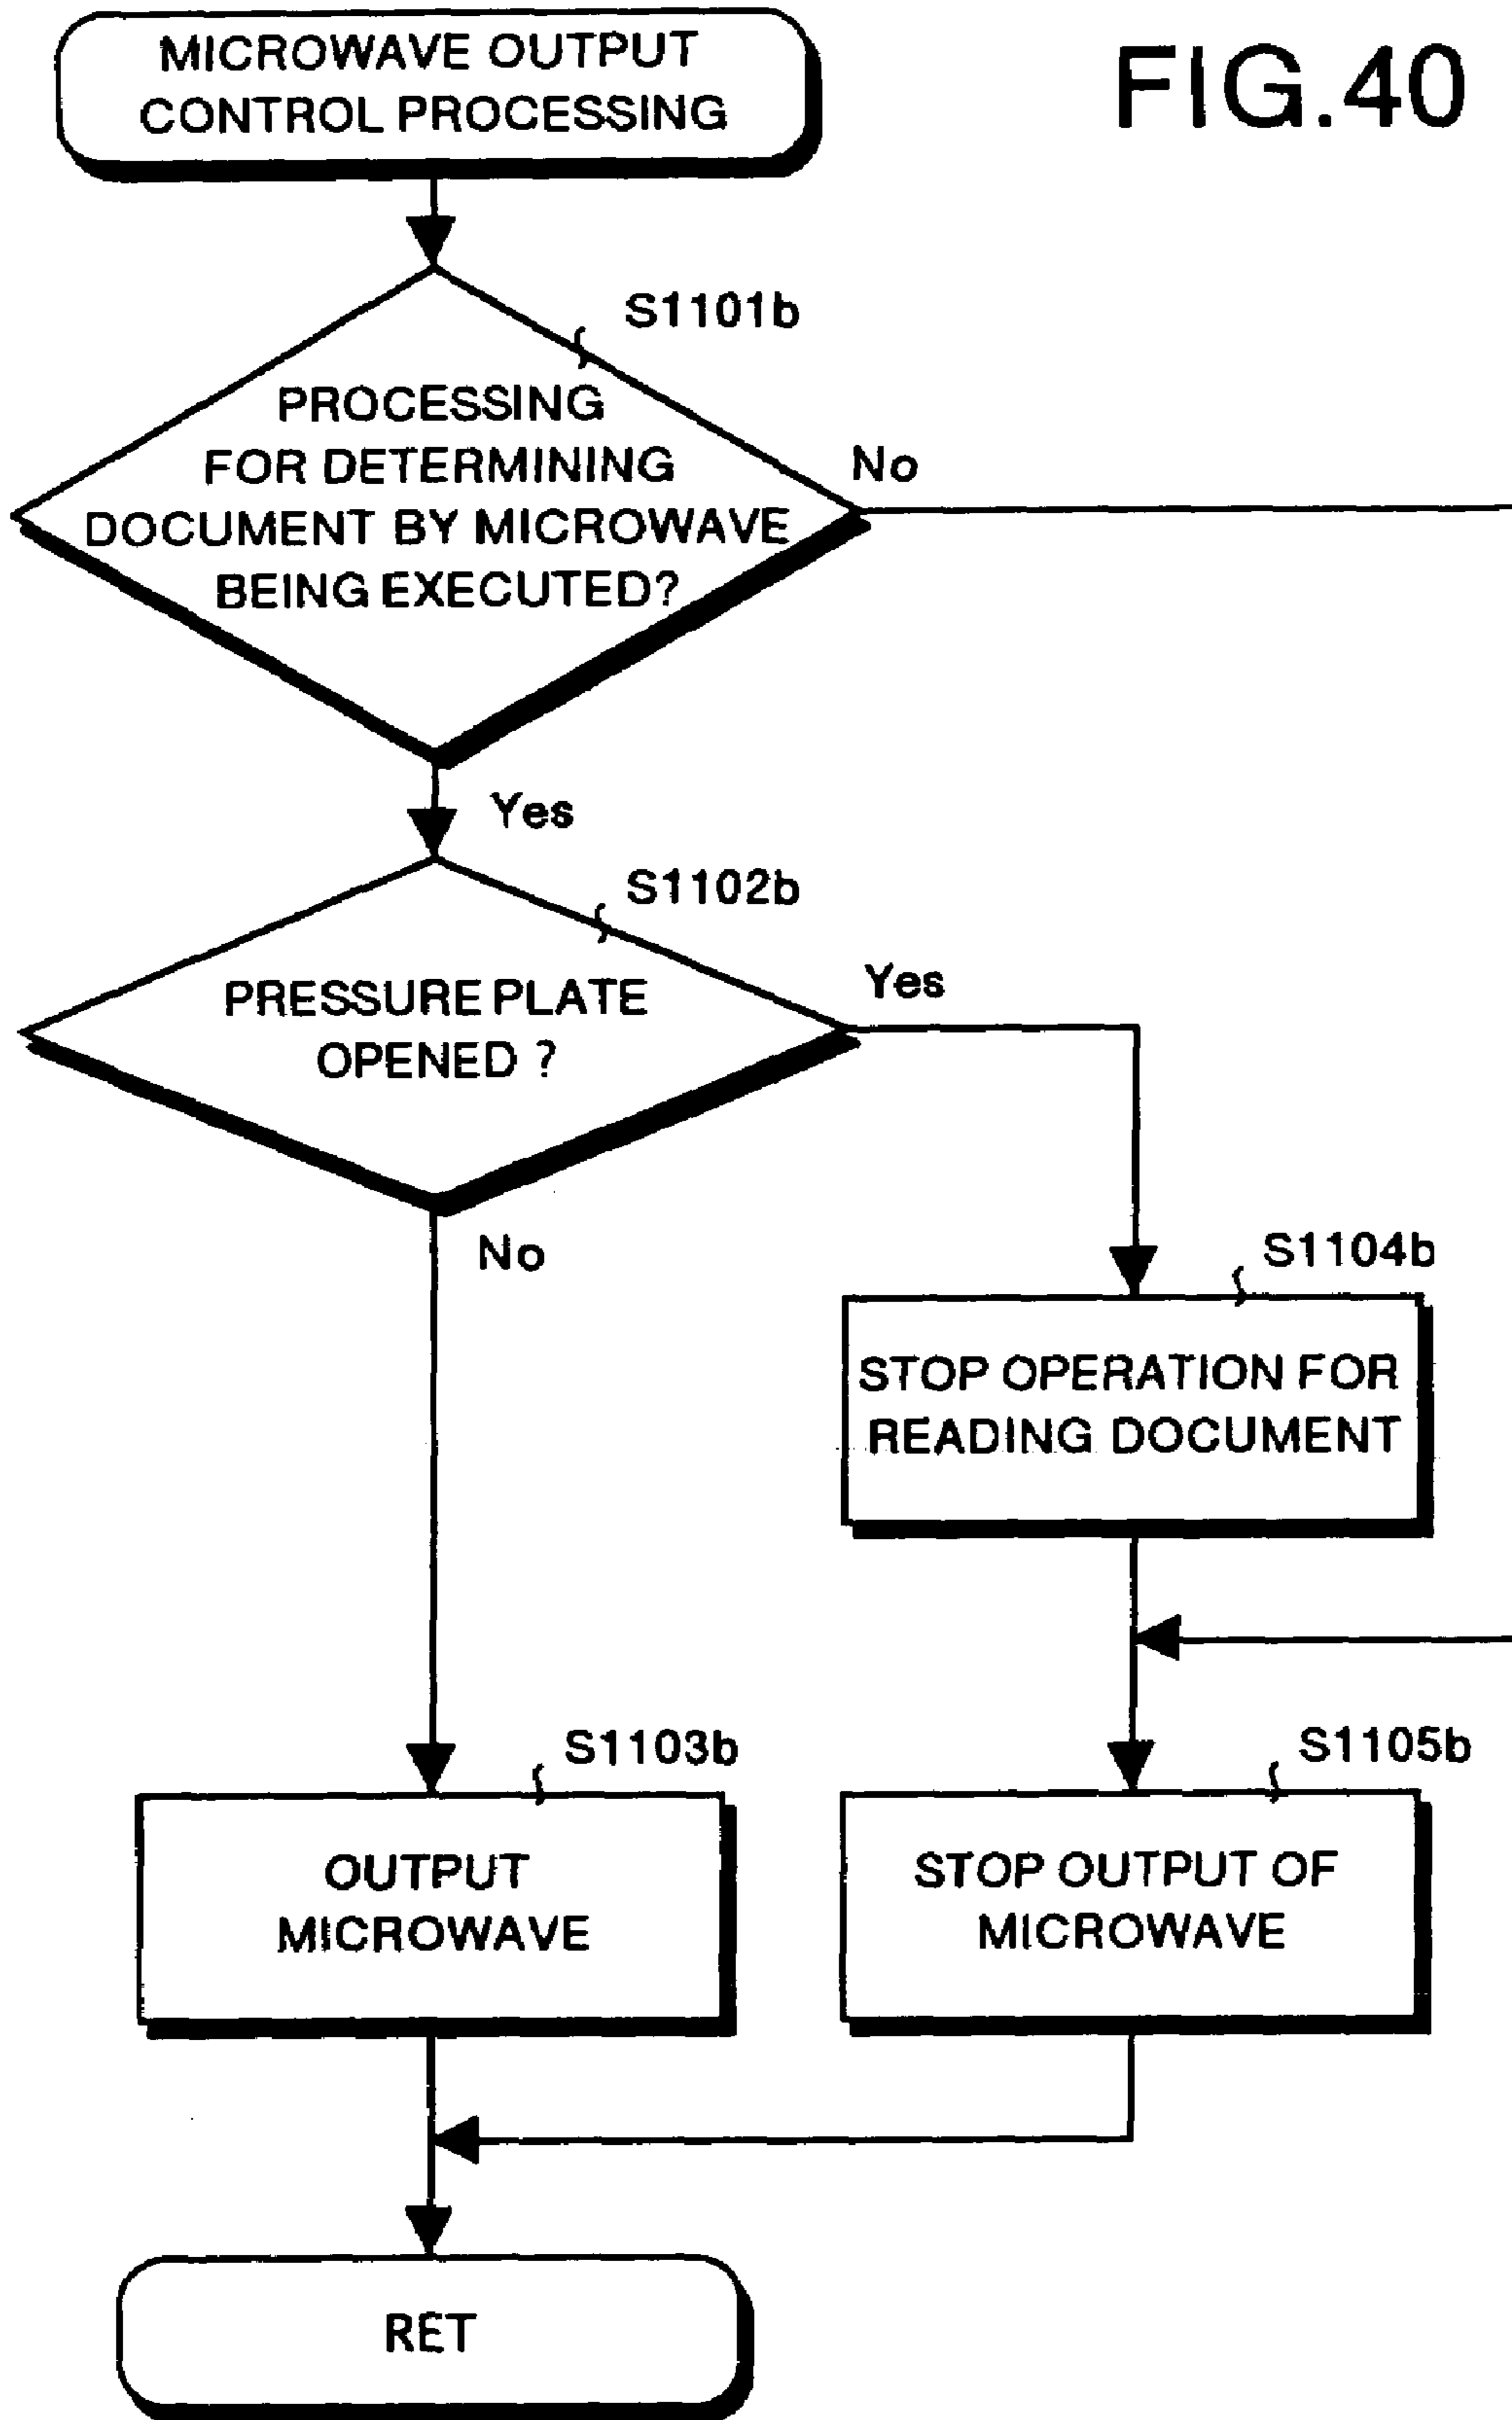 MICROWAVE OUTPUT
CONTROL PROCESSING
FIG.40
S1101b
PROCESSING
FOR DETERMINING
DOCUMENT BY MICROWAVE
BEING EXECUTED?
No
Yes
S1102b
PRESSURE PLATE
OPENED ?
Yes
No
S1104b
STOP OPERATION FOR
READING DOCUMENT
S1103b
OUTPUT
MICROWAVE
S1105b
STOP OUTPUT OF
MICROWAVE
RET